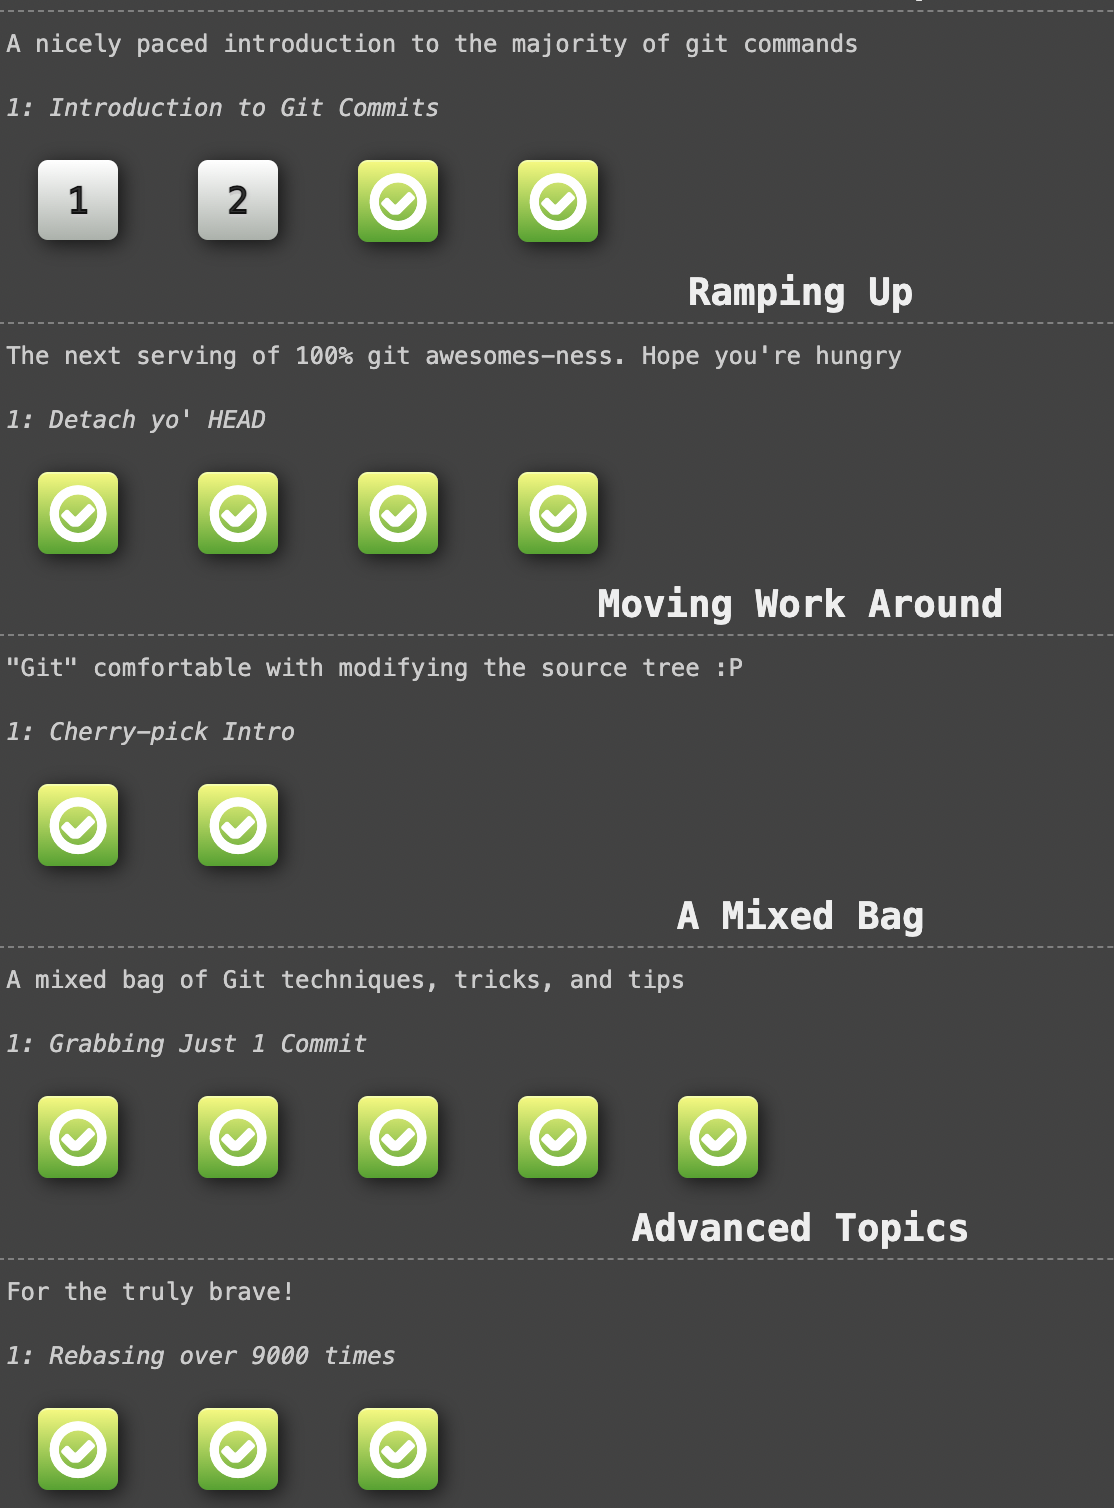 A nicely paced introduction to the majority of git commands
1: Introduction to Git Commits
1 2
Ramping Up
The next serving of 100% git awesomes-ness. Hope you're hungry
1: Detach yo' HEAD
Moving Work Around
"Git" comfortable with modifying the source tree :P
1: Cherry-pick Intro
A Mixed Bag
A mixed bag of Git techniques, tricks, and tips
1: Grabbing Just 1 Commit
Advanced Topics
For the truly brave!
1: Rebasing over 9000 times